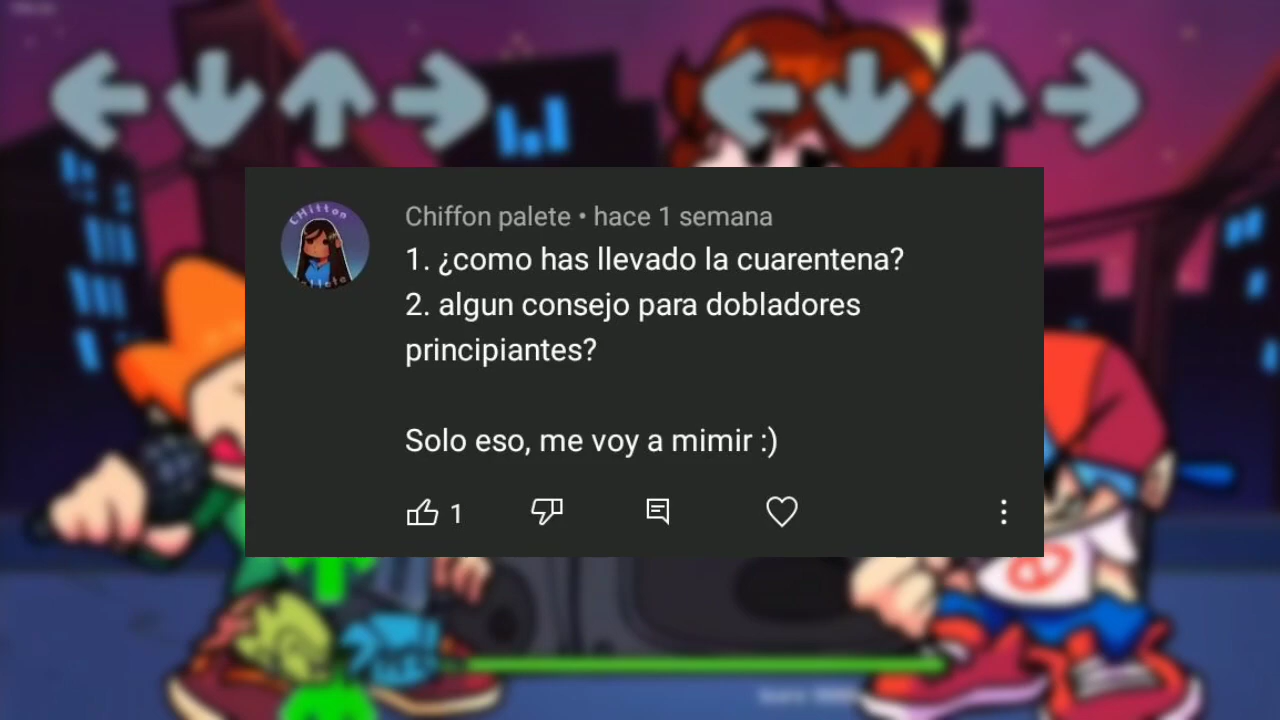 Chiffon palete • hace 1 semana
1. ¿como has llevado la cuarentena?
2. algun consejo para dobladores
principiantes?
Solo eso, me voy a mimir :)
1